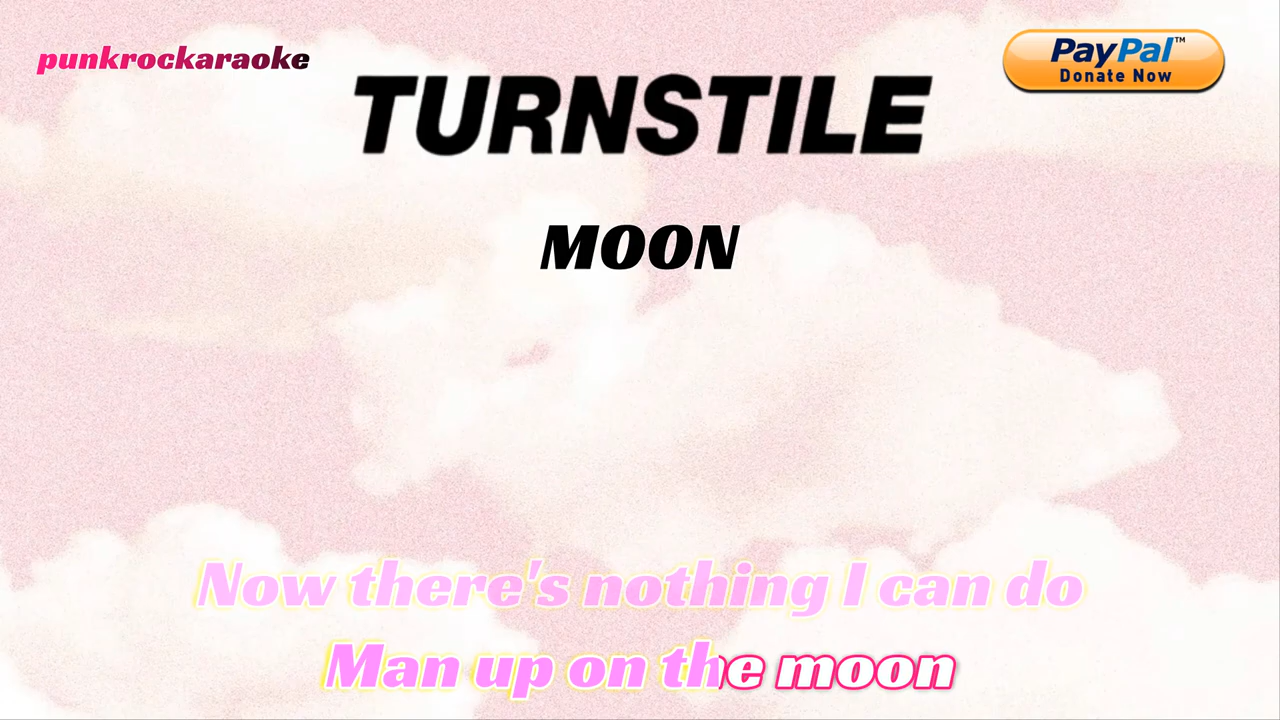 punkrockaraoke
PayPal™
Donate Now
TURNSTILE
MOON
Now there's nothing I can do
Man up on the moon